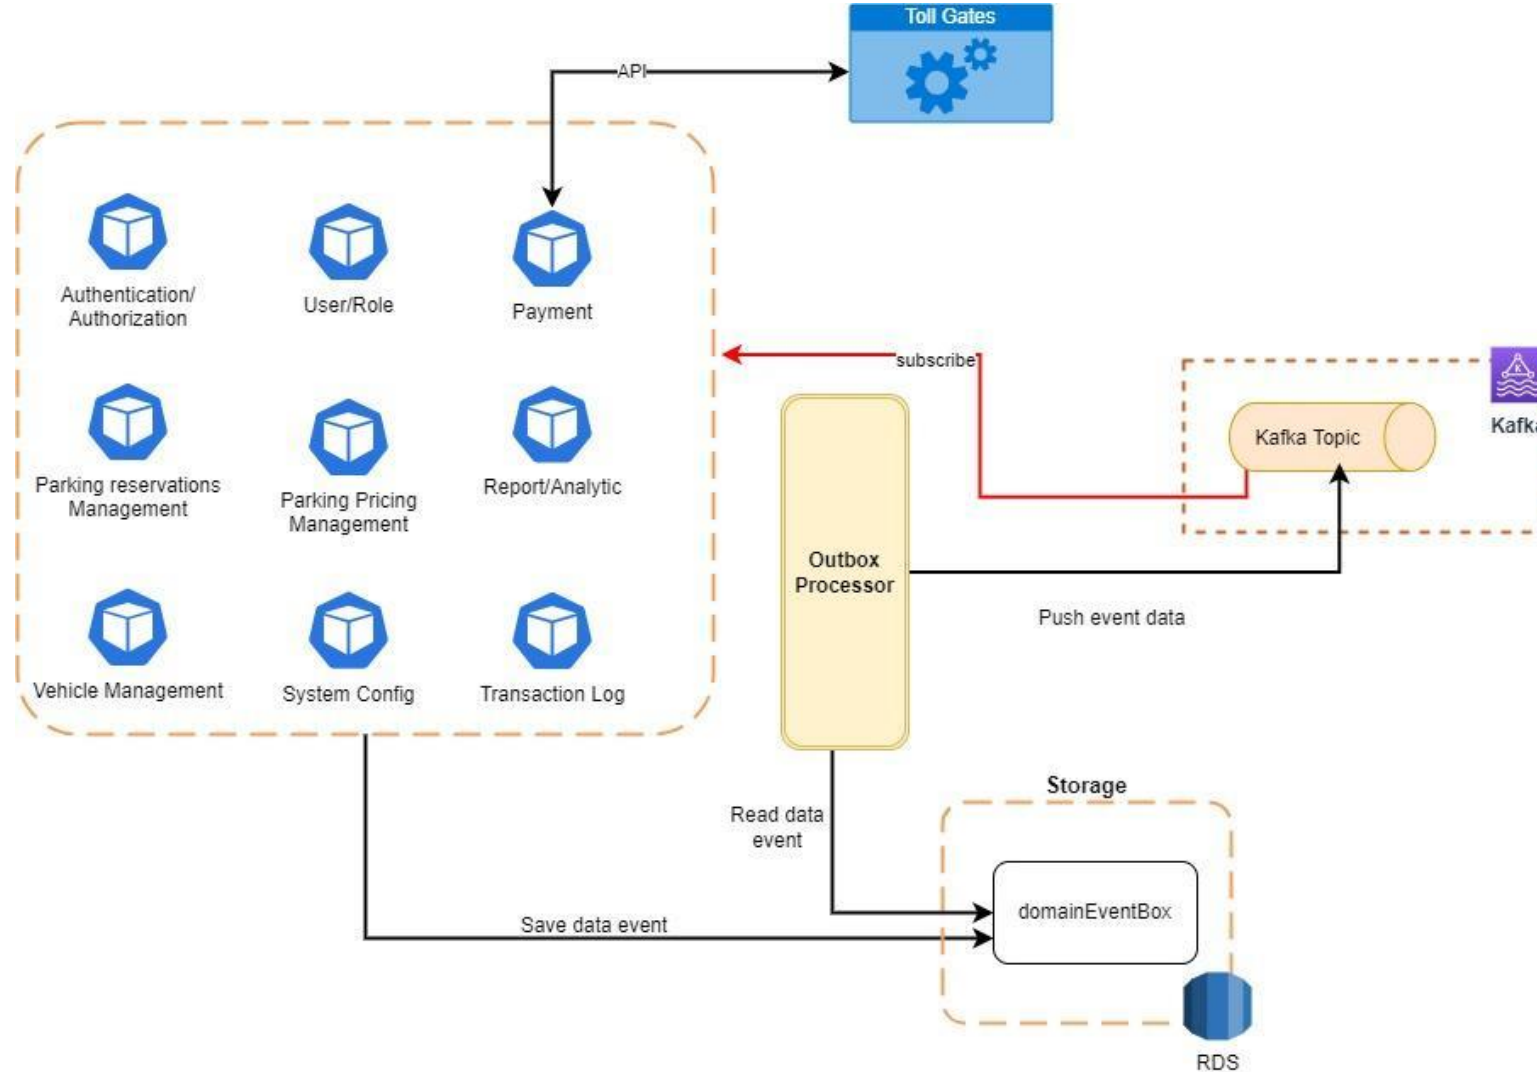 Toll Gates
API
Authentication/
Authorization
User/Role
Payment
subscribe
Kafka Topic
K
Kafka
Parking reservations
Management
Parking Pricing
Management
Report/Analytic
Outbox
Processor
Push event data
Vehicle Management
System Config
Transaction Log
Storage
Read data
event
domainEventBox
Save data event
RDS